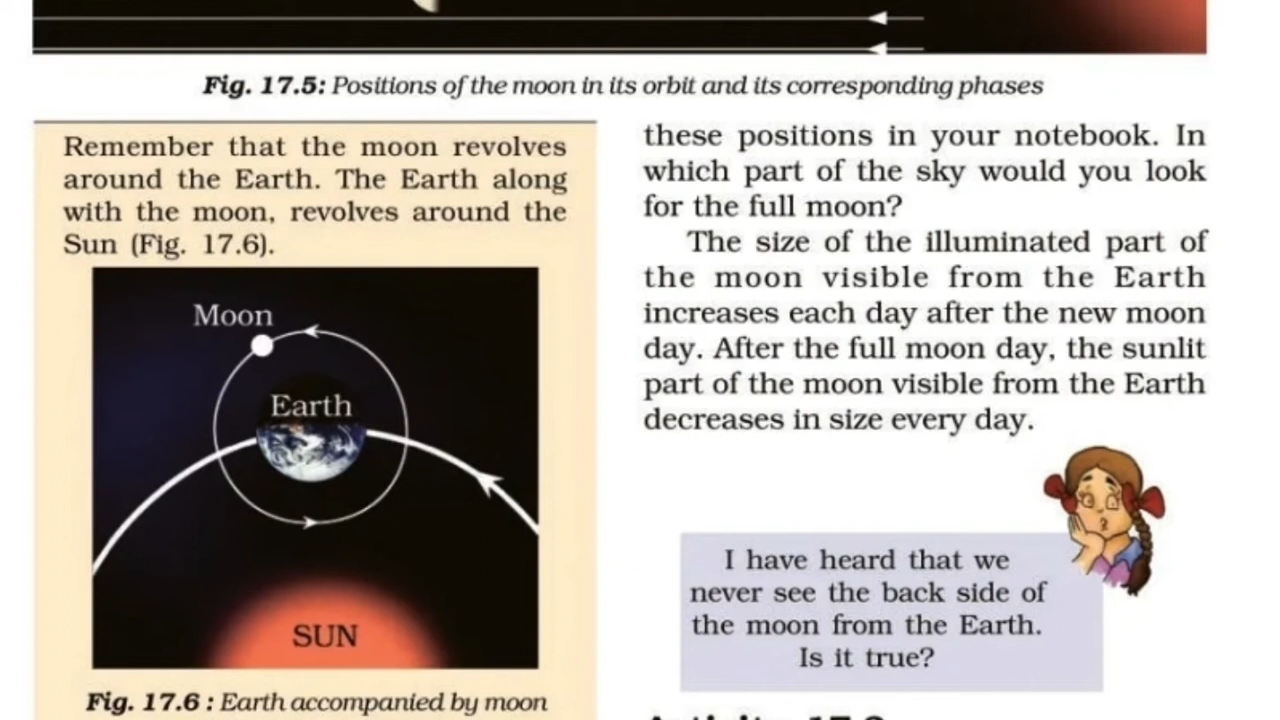 Fig. 17.5: Positions of the moon in its orbit and its corresponding phases
Remember that the moon revolves
around the Earth. The Earth along
with the moon, revolves around the
Sun (Fig. 17.6).
Moon
Earth
SUN
Fig. 17.6 : Earth accompanied by moon
these positions in your notebook. In
which part of the sky would you look
for the full moon?
The size of the illuminated part of
the moon visible from the Earth
increases each day after the new moon
day. After the full moon day, the sunlit
part of the moon visible from the Earth
decreases in size every day.
I have heard that we
never see the back side of
the moon from the Earth.
Is it true?